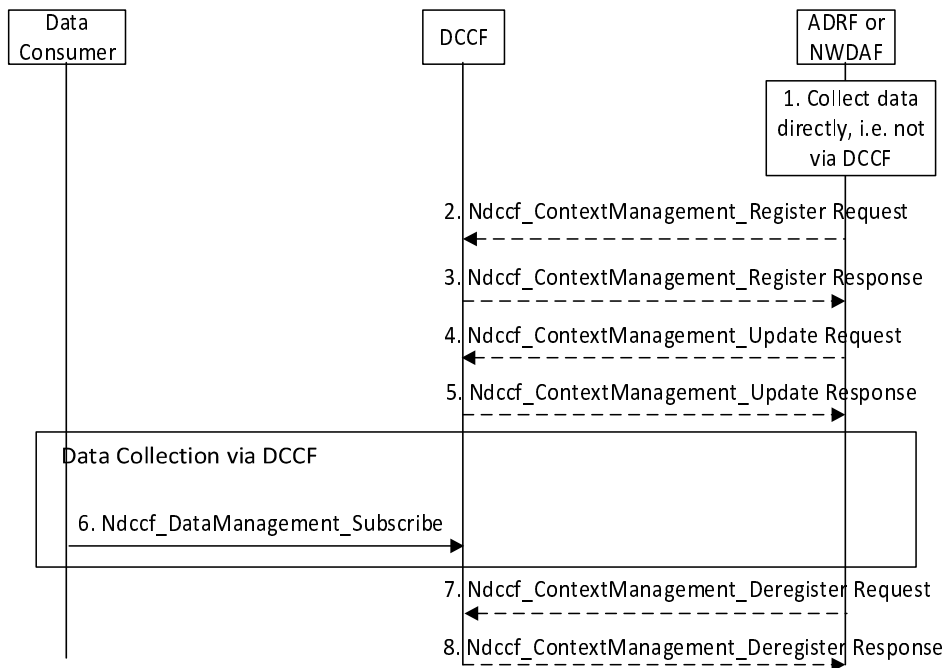 Data
Consumer
DCCF
ADRF or
NWDAF
1. Collect data
directly, i.e. not
via DCCF
2. Ndccf_ContextManagement_Register Request
3. Ndccf_ContextManagement_Register Response
4. Ndccf_ContextManagement_Update Request
5. Ndccf_ContextManagement_Update Response
Data Collection via DCCF
6. Ndccf_DataManagement_Subscribe
7. Ndccf_ContextManagement_Deregister Request
8. Ndccf_ContextManagement_Deregister Response